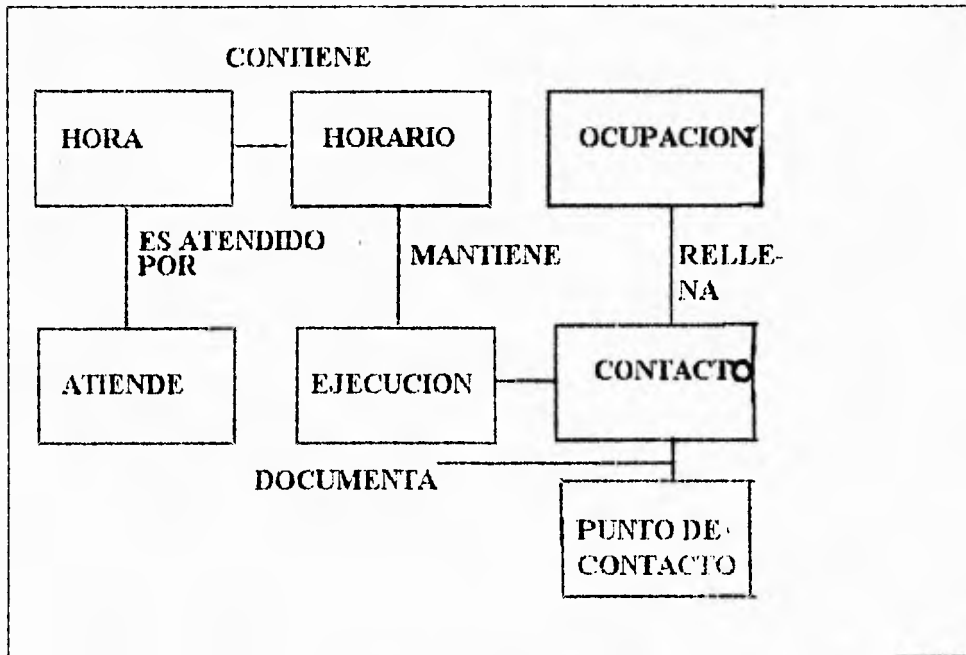 CONTIENE
HORA
HORARIO
OCUPACION
ES ATENDIDO
POR
MANTIENE
RELLE-
NA
ATIENDE
EJECUCION
CONTACTO
DOCUMENTA
PUNTO DE
CONTACTO